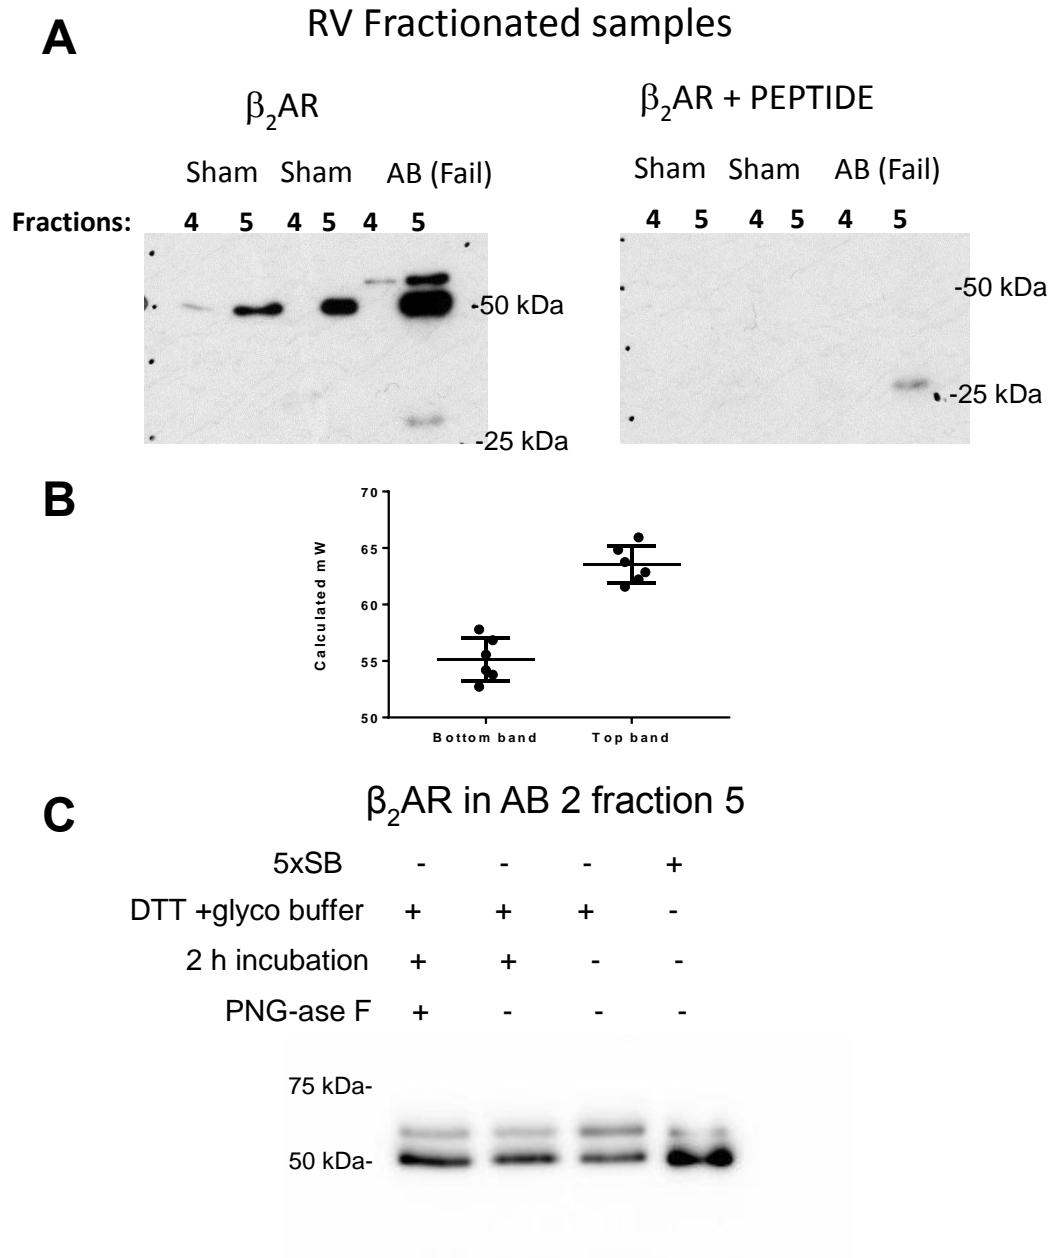 A
RV Fractionated samples
β2AR
β2AR + PEPTIDE
Sham Sham AB (Fail)
Sham Sham AB (Fail)
Fractions: 4 5 4 5 4 5
4 5 4 5 4 5
-50 kDa
-50 kDa
-25 kDa
-25 kDa
B
70
65
60
55
50
Calculated mW
Bottom band
Top band
C
β2AR in AB 2 fraction 5
5xSB - - - +
DTT +glyco buffer + + + -
2 h incubation + + - -
PNG-ase F + - - -
75 kDa-
50 kDa-